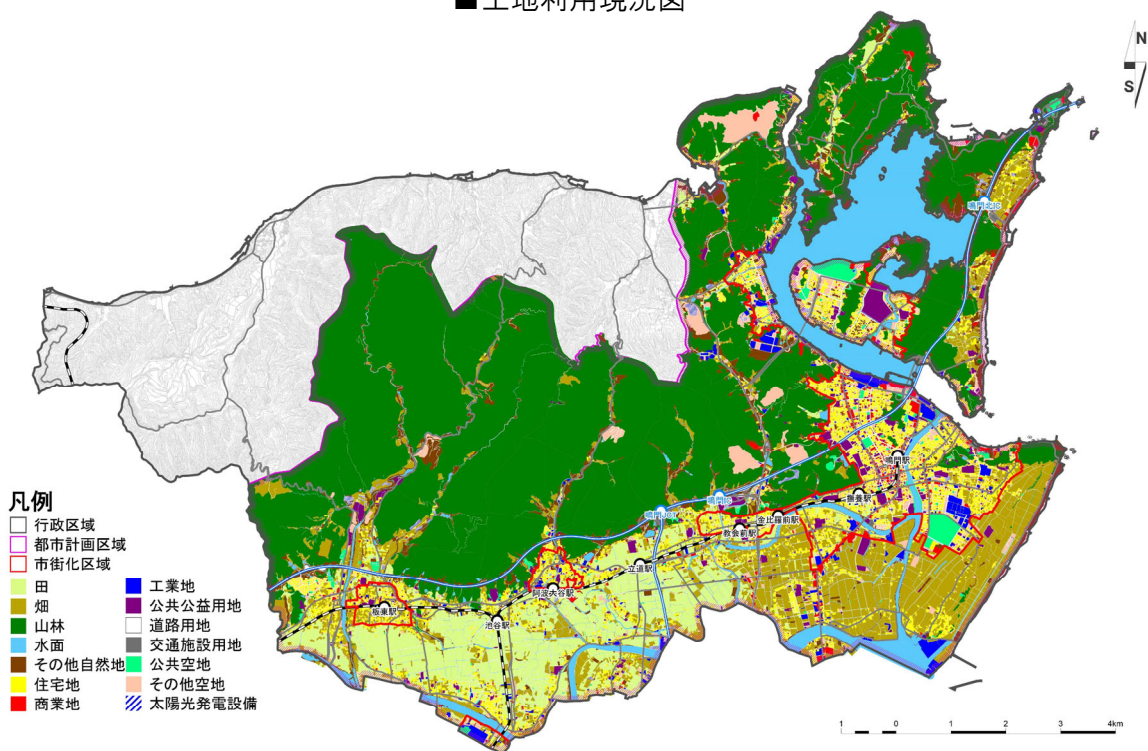 ■土地利用現況図
N
S
鳴門北IC
鳴門駅
撫養駅
鳴門IC
金比羅前駅
鳴門JCT
教会前駅
立道駅
阿波大谷駅
板東駅
池谷駅
凡例
行政区域
都市計画区域
市街化区域
田
畑
山林
水面
その他自然地
住宅地
商業地
工業地
公共公益用地
道路用地
交通施設用地
公共空地
その他空地
太陽光発電設備
1 0 1 2 3 4km